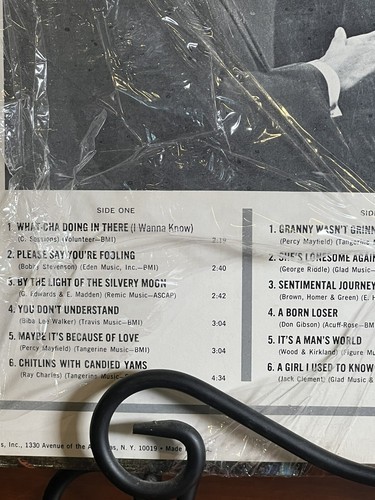 SIDE ONE
1. WHAT'CHA DOING IN THERE (I Wanna Know)
(C. Sessions) (Volunteer—BMI) 2:19
2. PLEASE SAY YOU'RE FOOLING
(Bobby Stevenson) (Eden Music, Inc.—BMI) 2:40
3. BY THE LIGHT OF THE SILVERY MOON
(G. Edwards & E. Madden) (Remic Music—ASCAP) 2:42
4. YOU DON'T UNDERSTAND
(Walker) (Travis Music—BMI) 3:04
5. MAYBE IT'S BECAUSE OF LOVE
(Percy Mayfield) (Tangerine Music—BMI) 3:04
6. CHITLINS WITH CANDIED YAMS
(Ray Charles) (Tangerine Music 4:34
SID
1. GRANNY WASN'T GRINN
(Percy Mayfield) (Tangerine
2. SHE'S LONESOME AGAIN
(George Riddle) (Glad Music—
3. SENTIMENTAL JOURNEY
(Brown, Homer & Green) (E.
4. A BORN LOSER
(Don Gibson) (Acuff-Rose—BM
5. IT'S A MAN'S WORLD
(Wood & Kirkland) (Figure Mu
6. A GIRL I USED TO KNOW
(Jack Clement) (Glad Music &
s, Inc., 1330 Avenue of the as, N. Y. 10019 • Made